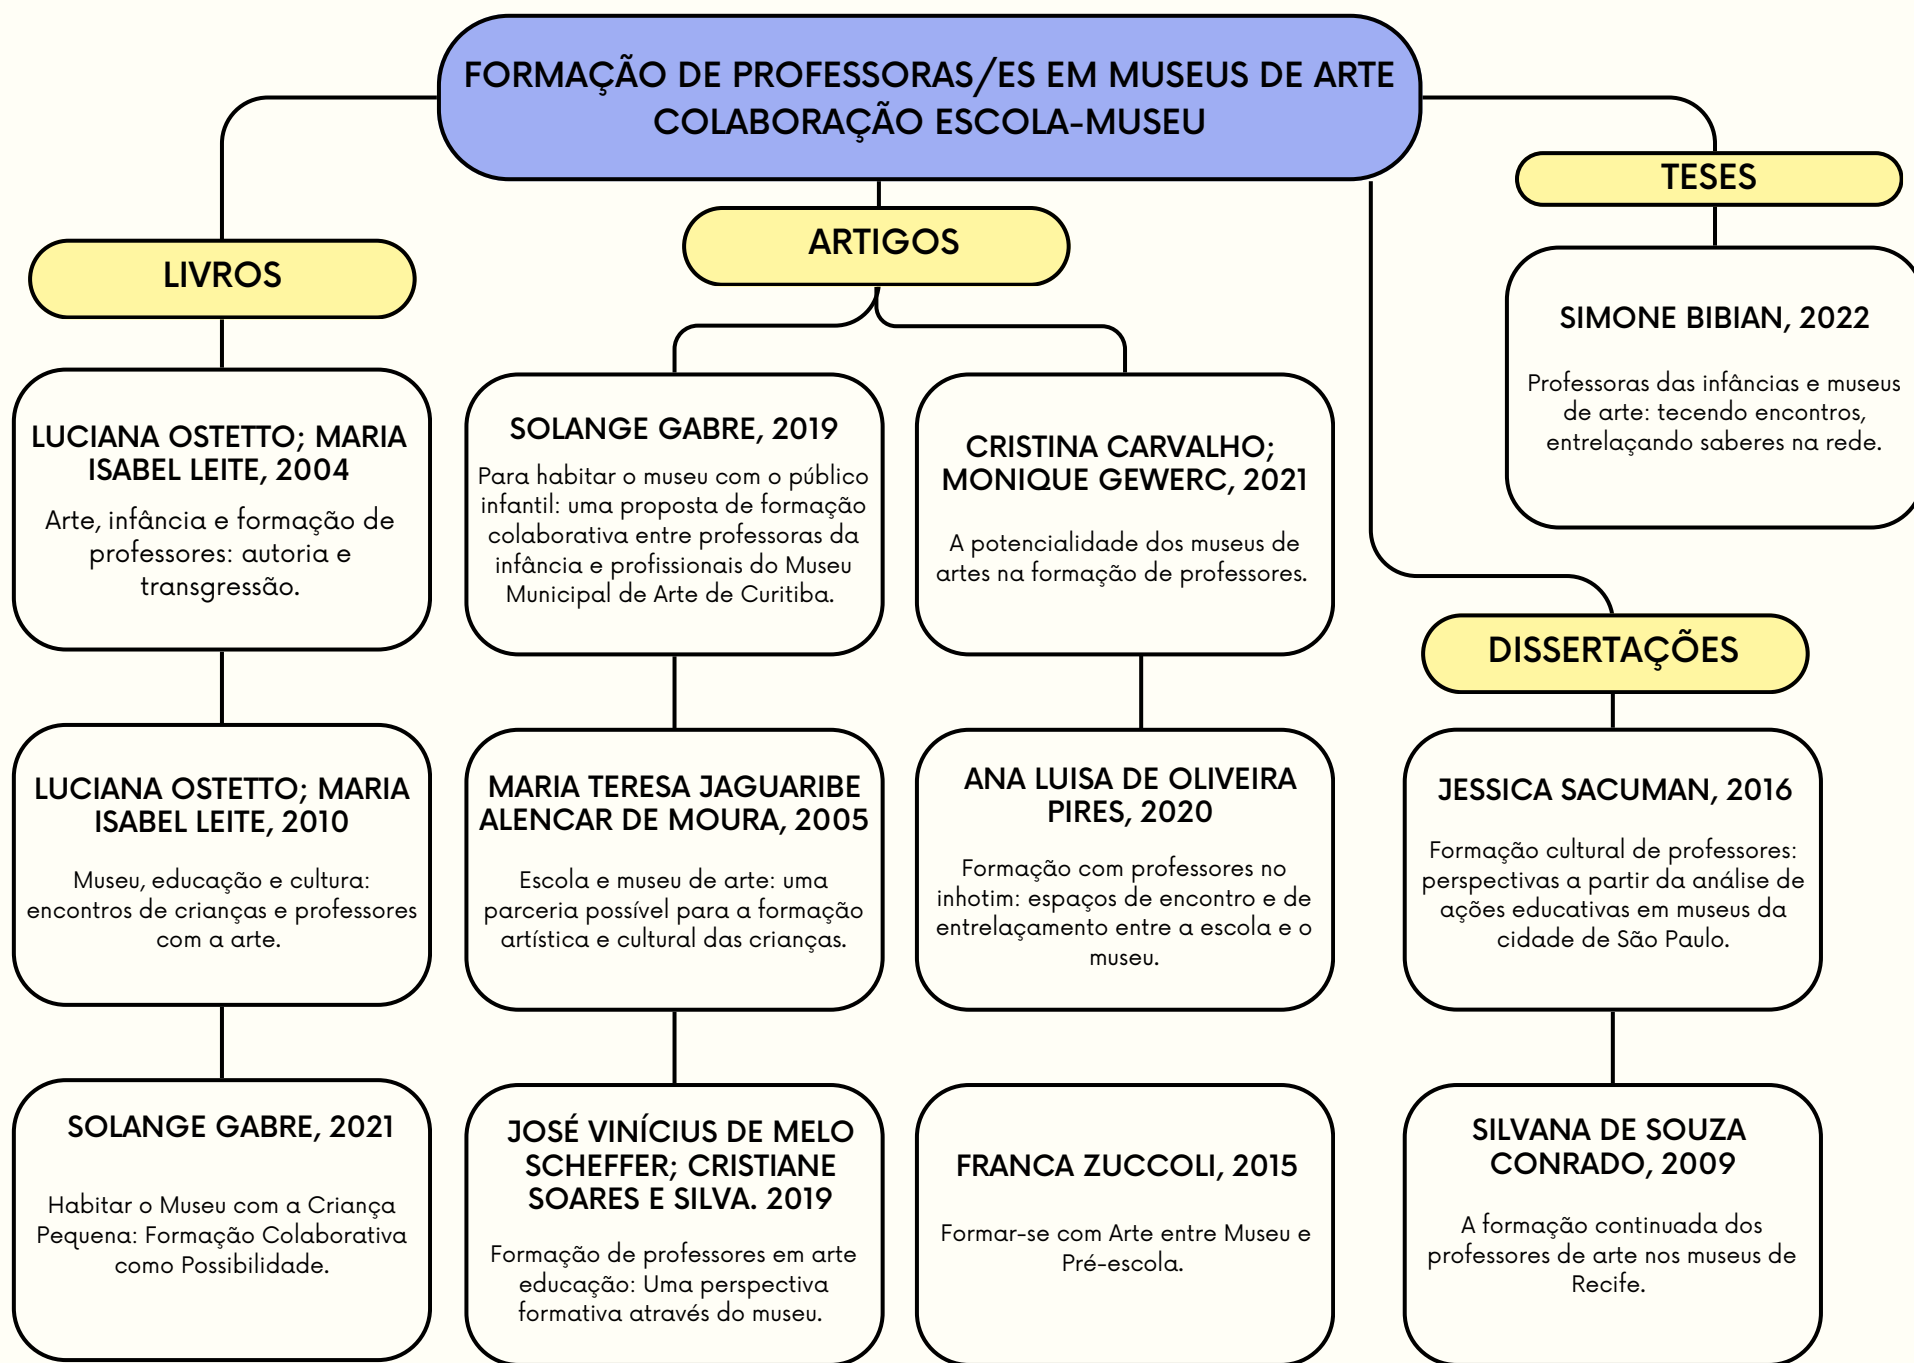 FORMAÇÃO DE PROFESSORAS/ES EM MUSEUS DE ARTE
COLABORAÇÃO ESCOLA-MUSEU
LIVROS
LUCIANA OSTETTO; MARIA
ISABEL LEITE, 2004
Arte, infância e formação de
professores: autoria e
transgressão.
LUCIANA OSTETTO; MARIA
ISABEL LEITE, 2010
Museu, educação e cultura:
encontros de crianças e professores
com a arte.
SOLANGE GABRE, 2021
Habitar o Museu com a Criança
Pequena: Formação Colaborativa
como Possibilidade.
ARTIGOS
SOLANGE GABRE, 2019
Para habitar o museu com o público
infantil: uma proposta de formação
colaborativa entre professoras da
infância e profissionais do Museu
Municipal de Arte de Curitiba.
MARIA TERESA JAGUARIBE
ALENCAR DE MOURA, 2005
Escola e museu de arte: uma
parceria possível para a formação
artística e cultural das crianças.
JOSÉ VINÍCIUS DE MELO
SCHEFFER; CRISTIANE
SOARES E SILVA. 2019
Formação de professores em arte
educação: Uma perspectiva
formativa através do museu.
CRISTINA CARVALHO;
MONIQUE GEWERC, 2021
A potencialidade dos museus de
artes na formação de professores.
ANA LUISA DE OLIVEIRA
PIRES, 2020
Formação com professores no
inhotim: espaços de encontro e de
entrelaçamento entre a escola e o
museu.
FRANCA ZUCCOLI, 2015
Formar-se com Arte entre Museu e
Pré-escola.
TESES
SIMONE BIBIAN, 2022
Professoras das infâncias e museus
de arte: tecendo encontros,
entrelaçando saberes na rede.
DISSERTAÇÕES
JESSICA SACUMAN, 2016
Formação cultural de professores:
perspectivas a partir da análise de
ações educativas em museus da
cidade de São Paulo.
SILVANA DE SOUZA
CONRADO, 2009
A formação continuada dos
professores de arte nos museus de
Recife.